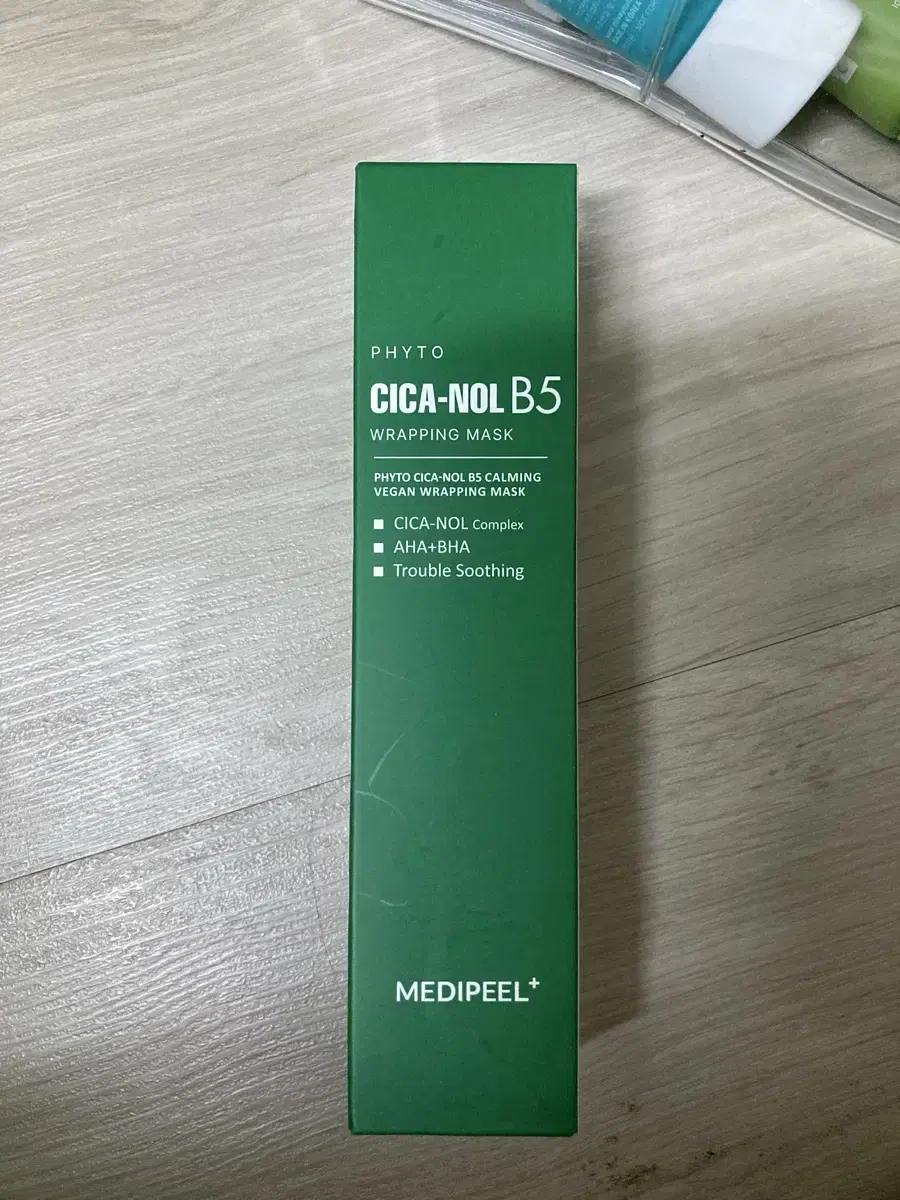 PHYTO
CICA-NOL B5
WRAPPING MASK
PHYTO CICA-NOL B5 CALMING
VEGAN WRAPPING MASK
■ CICA-NOL Complex
■ AHA+BHA
■ Trouble Soothing
MEDIPEEL+